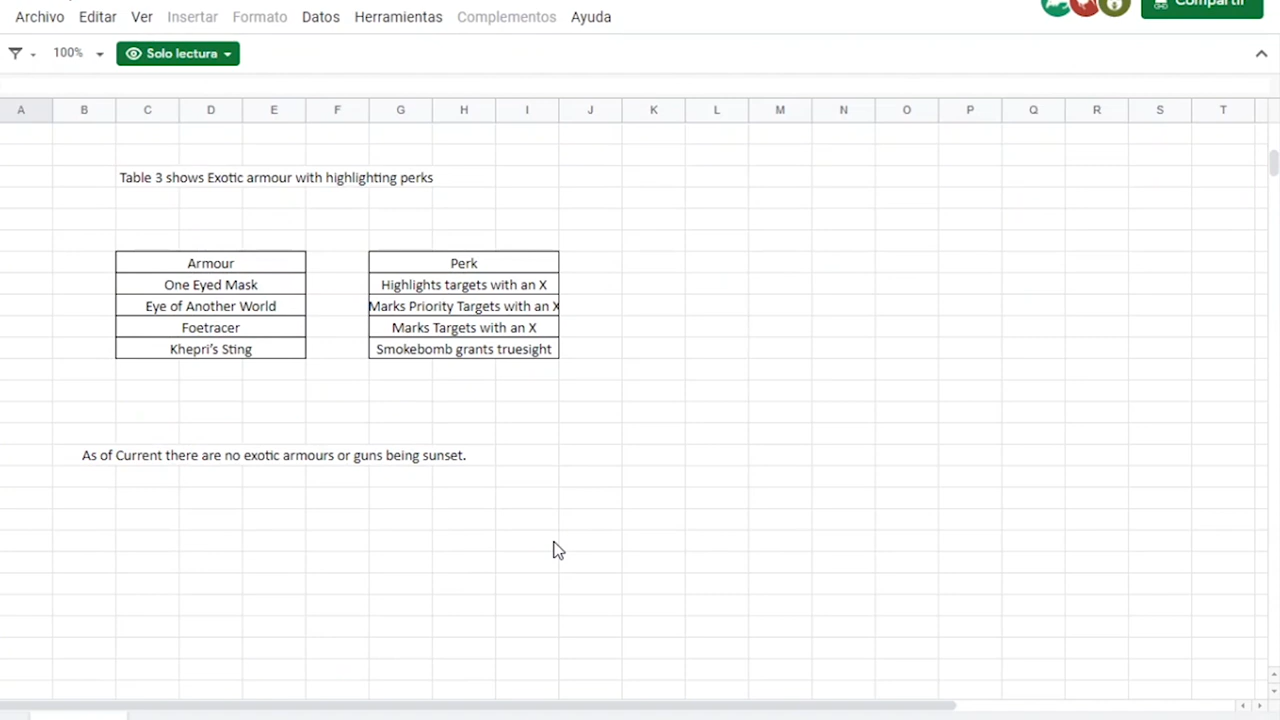 Archivo Editar Ver Insertar Formato Datos Herramientas Complementos Ayuda Compartir
100% Solo lectura
A B C D E F G H I J K L M N O P Q R S T
Table 3 shows Exotic armour with highlighting perks
Armour Perk
One Eyed Mask Highlights targets with an X
Eye of Another World Marks Priority Targets with an X
Foetracer Marks Targets with an X
Khepri's Sting Smokebomb grants truesight
As of Current there are no exotic armours or guns being sunset.